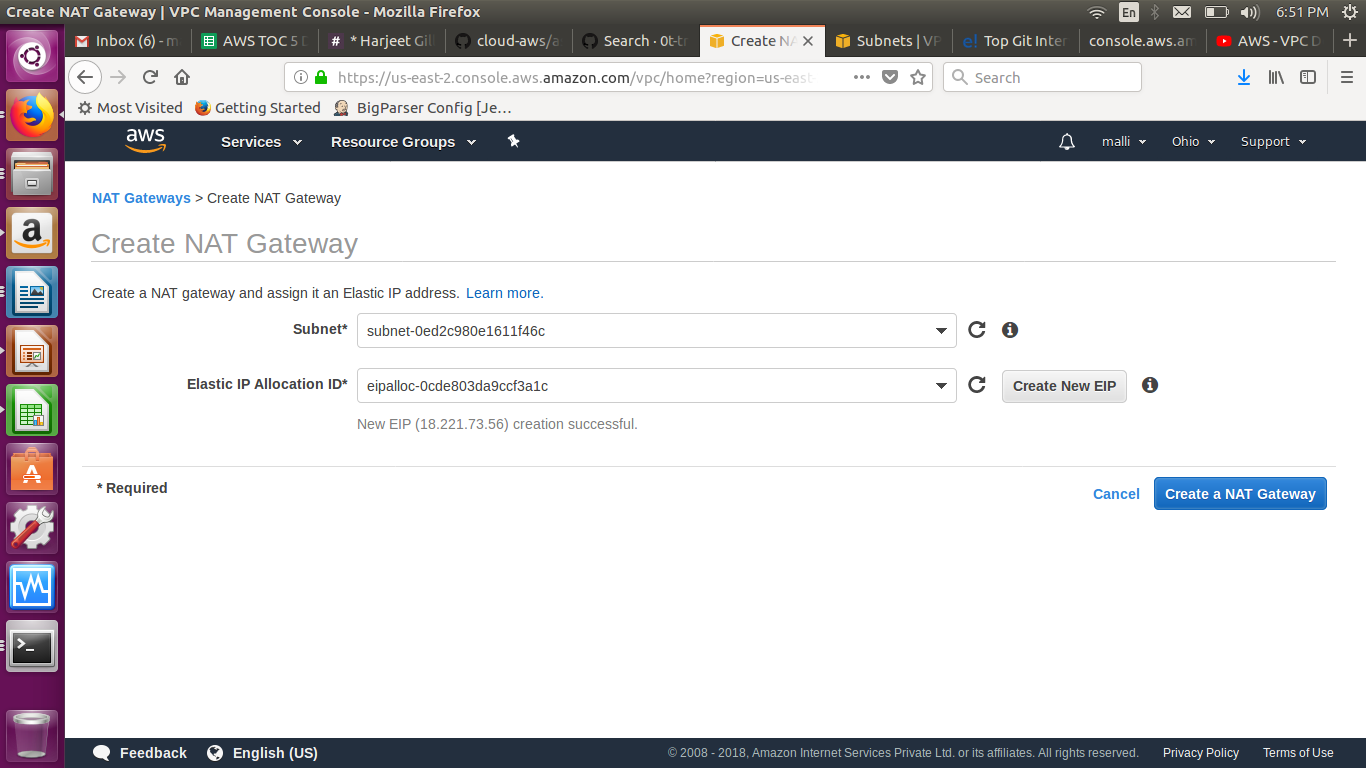 Create NAT Gateway | VPC Management Console - Mozilla Firefox
En
6:51 PM
Inbox (6) - m
AWS TOC 5 D
# * Harjeet Gil
cloud-aws/a
Search · 0t-tr
Create NA
Subnets | VP
e! Top Git Inter
console.aws.am
AWS - VPC D
https://us-east-2.console.aws.amazon.com/vpc/home?region=us-east
Search
Most Visited
Getting Started
BigParser Config [Je…
aws
Services
Resource Groups
malli
Ohio
Support
NAT Gateways > Create NAT Gateway
Create NAT Gateway
Create a NAT gateway and assign it an Elastic IP address. Learn more.
Subnet*
subnet-0ed2c980e1611f46c
Elastic IP Allocation ID*
eipalloc-0cde803da9ccf3a1c
Create New EIP
New EIP (18.221.73.56) creation successful.
* Required
Cancel
Create a NAT Gateway
Feedback
English (US)
© 2008 - 2018, Amazon Internet Services Private Ltd. or its affiliates. All rights reserved.
Privacy Policy
Terms of Use